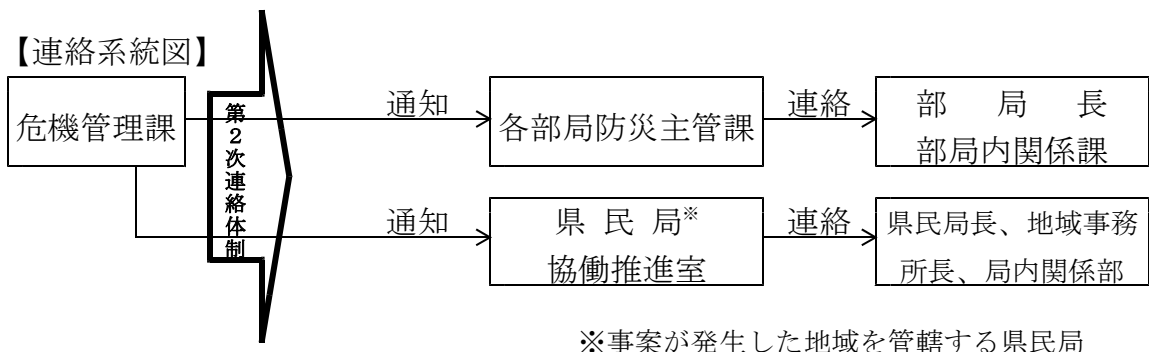 【連絡系統図】
危機管理課
第2次連絡体制
通知
各部局防災主管課
連絡
部　局　長
部局内関係課
通知
県 民 局※
協働推進室
連絡
県民局長、地域事務
所長、局内関係部
※事案が発生した地域を管轄する県民局